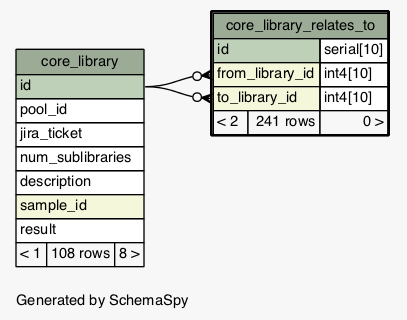 core_library_relates_to
id serial[10]
from_library_id int4[10]
to_library_id int4[10]
< 2 241 rows 0 >
core_library
id
pool_id
jira_ticket
num_sublibraries
description
sample_id
result
< 1 108 rows 8 >
Generated by SchemaSpy